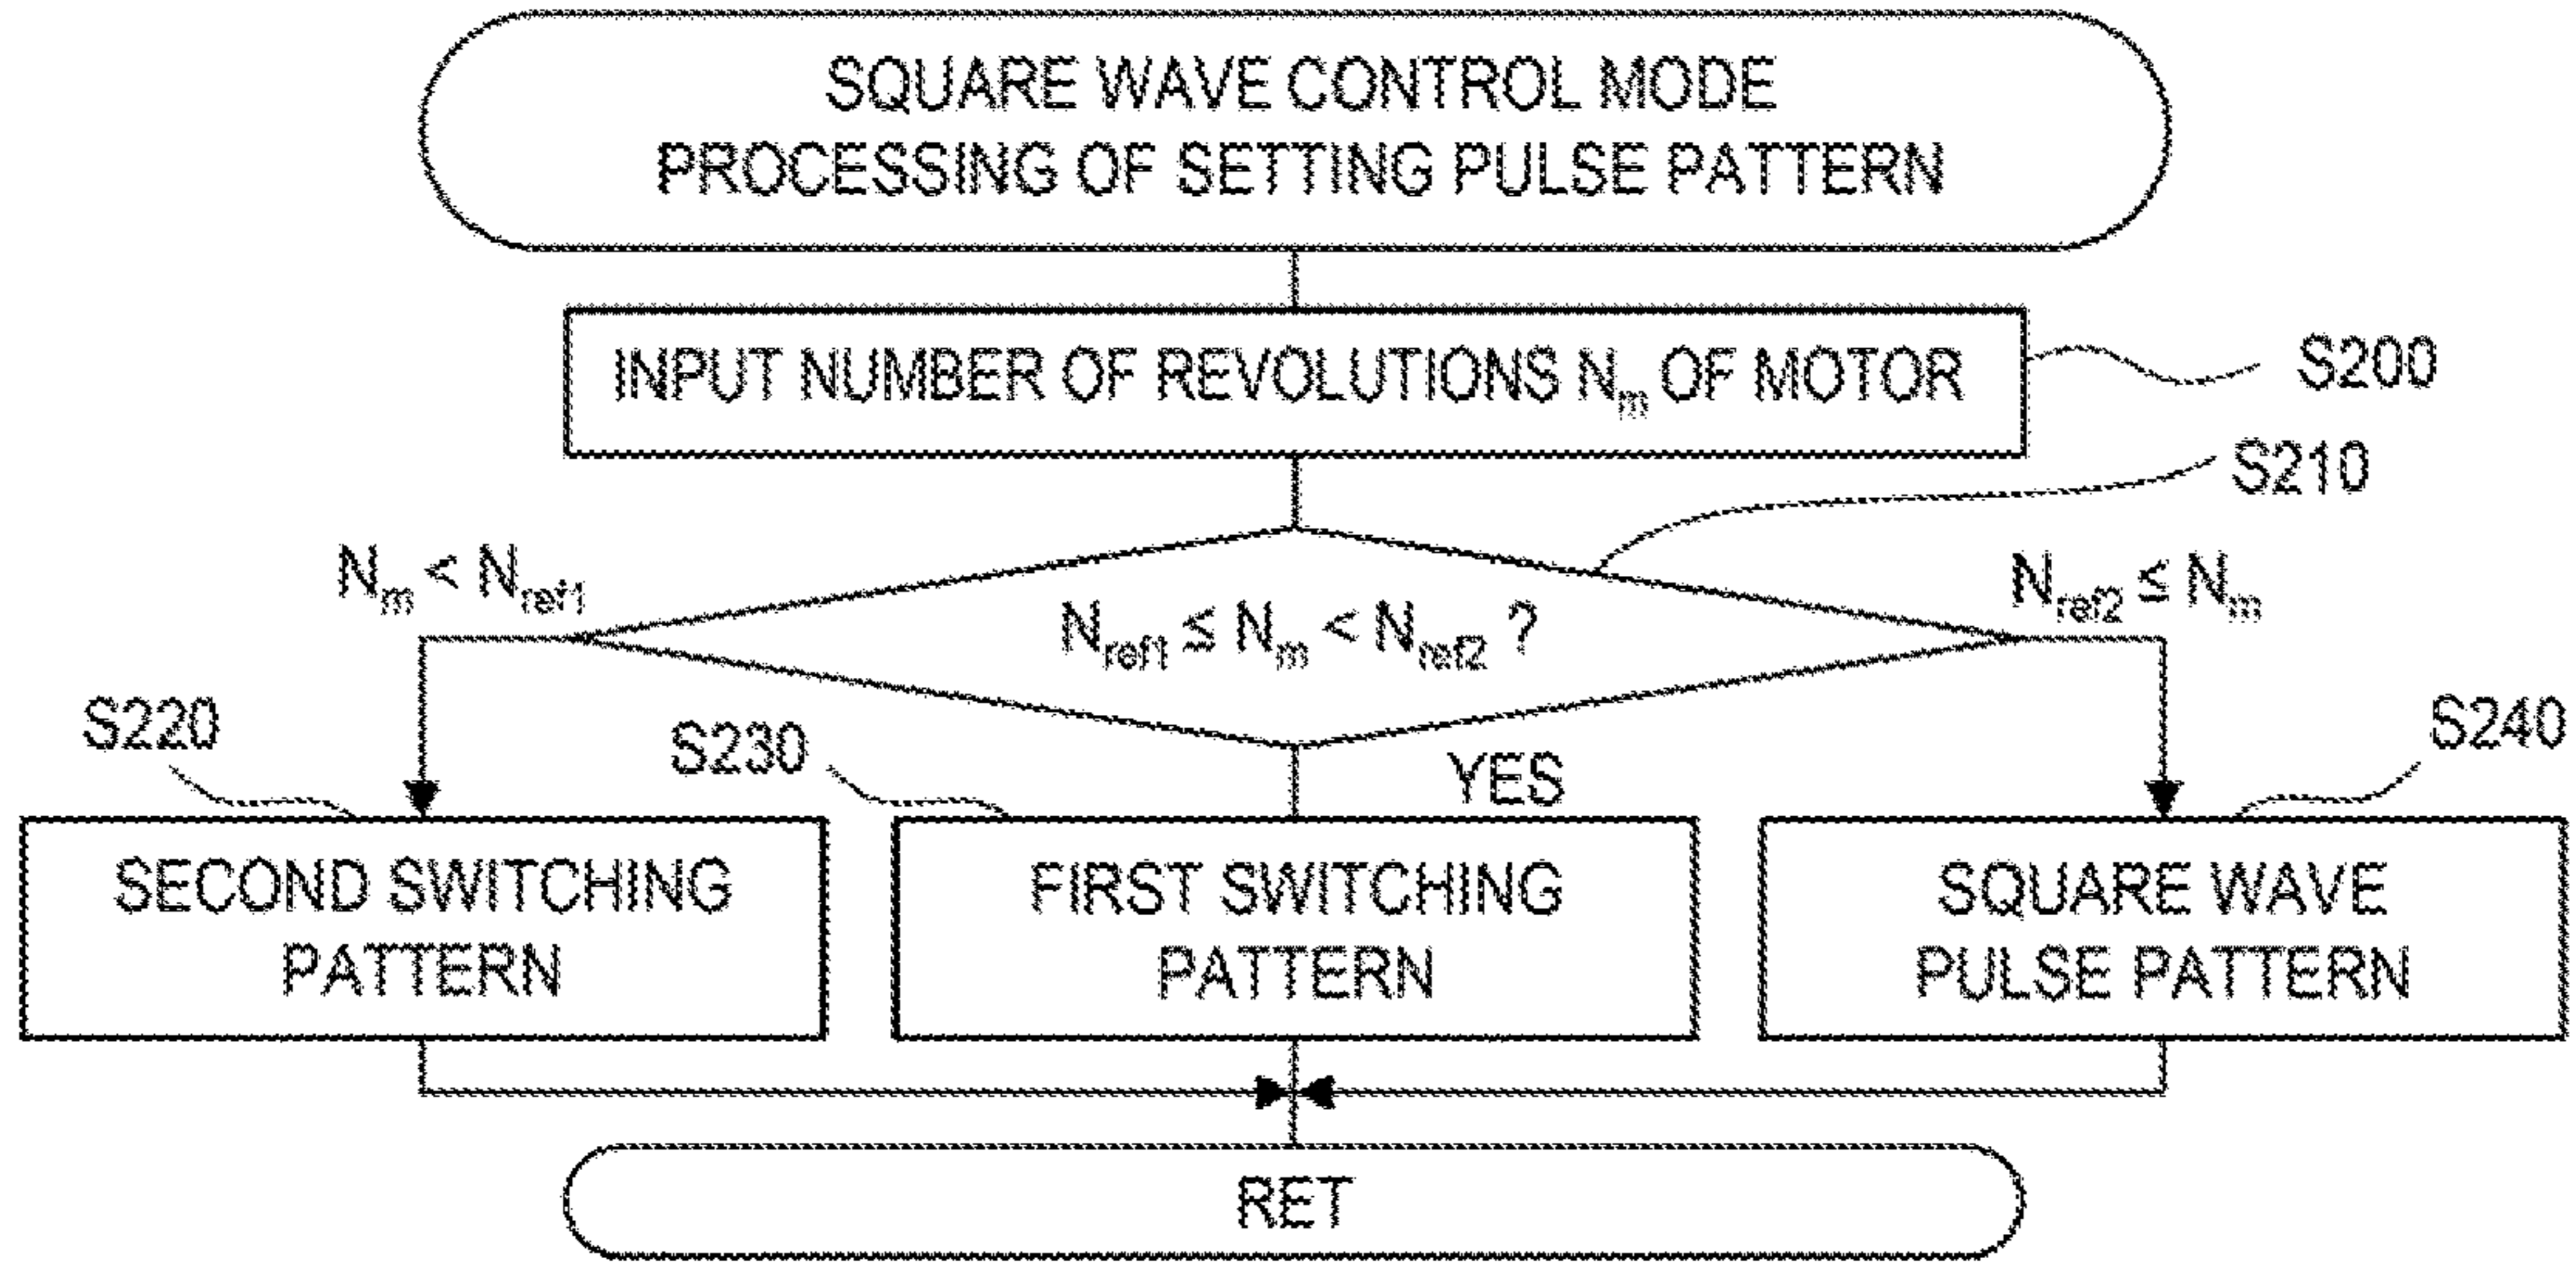 SQUARE WAVE CONTROL MODE
PROCESSING OF SETTING PULSE PATTERN
INPUT NUMBER OF REVOLUTIONS Nm OF MOTOR
S200
S210
Nm < Nref1
Nref1 ≤ Nm < Nref2 ?
Nref2 ≤ Nm
S220
S230
YES
S240
SECOND SWITCHING
PATTERN
FIRST SWITCHING
PATTERN
SQUARE WAVE
PULSE PATTERN
RET